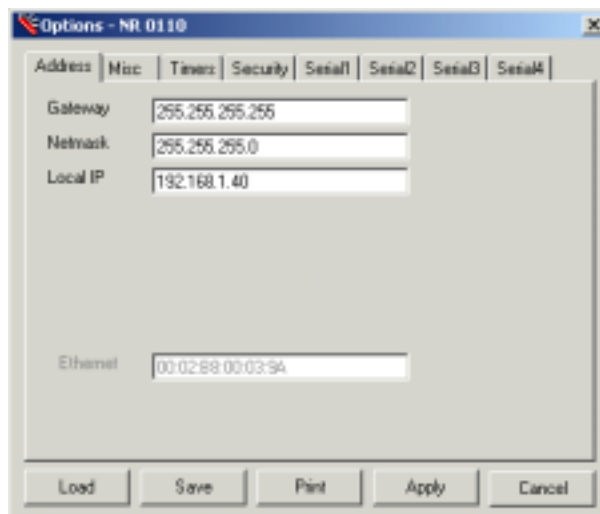 Options - NR 0110
Address Misc Timers Security Serial1 Serial2 Serial3 Serial4
Gateway 255.255.255.255
Netmask 255.255.255.0
Local IP 192.168.1.40
Ethernet 00:02:B8:00:03:9A
Load Save Print Apply Cancel